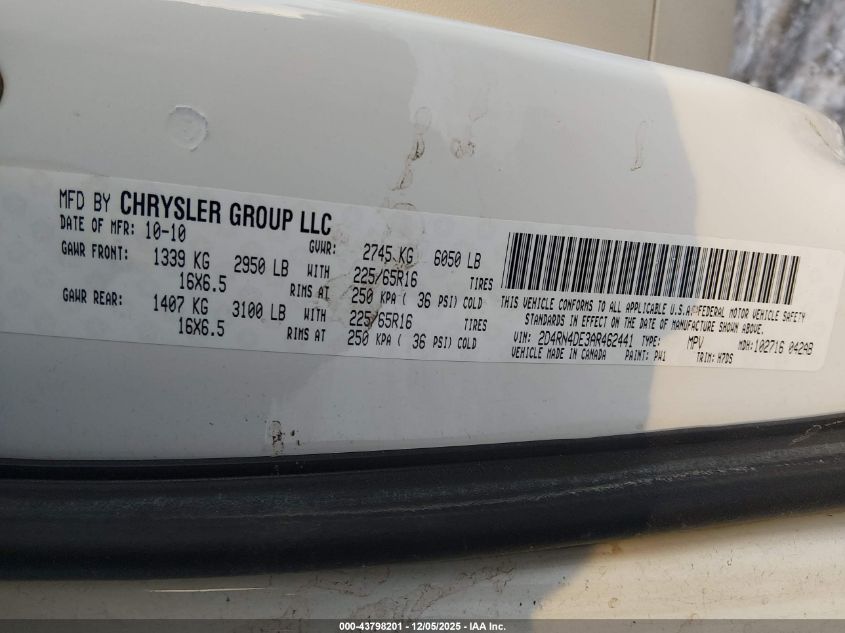 MFD BY CHRYSLER GROUP LLC
DATE OF MFR: 10-10 GVWR: 2745 KG 6050 LB
GAWR FRONT: 1339 KG 2950 LB WITH 225/65R16 TIRES
16X6.5 RIMS AT 250 KPA ( 36 PSI) COLD
GAWR REAR: 1407 KG 3100 LB WITH 225/65R16 TIRES
16X6.5 RIMS AT 250 KPA ( 36 PSI) COLD
THIS VEHICLE CONFORMS TO ALL APPLICABLE U.S.A. FEDERAL MOTOR VEHICLE SAFETY
STANDARDS IN EFFECT ON THE DATE OF MANUFACTURE SHOWN ABOVE.
VIN: 2D4RN4DE3AR462441 TYPE: MPV MDH: 102716 042AB
VEHICLE MADE IN CANADA PAINT: PW1 TRIM: H7DS
000-43798201 - 12/05/2025 - IAA Inc.